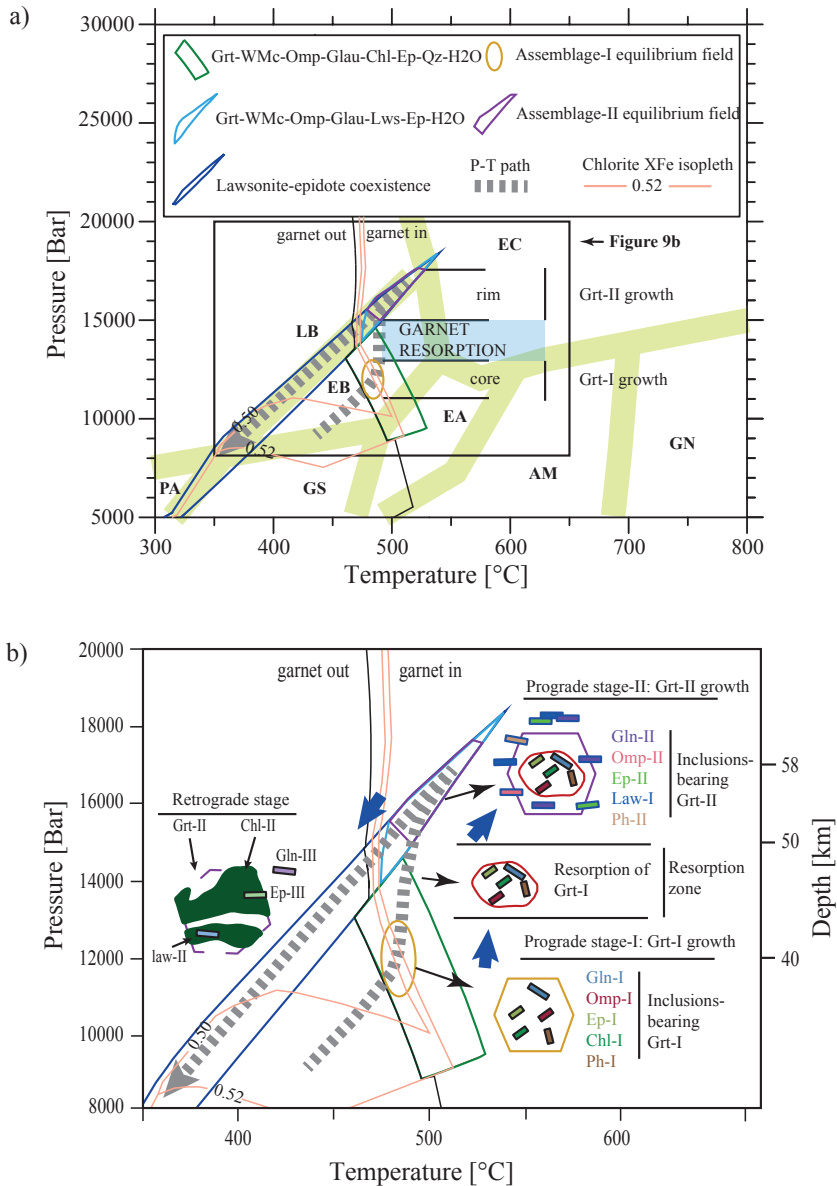 a)
30000
25000
20000
15000
10000
5000
Pressure [Bar]
Grt-WMc-Omp-Glau-Chl-Ep-Qz-H2O
Assemblage-I equilibrium field
Grt-WMc-Omp-Glau-Lws-Ep-H2O
Assemblage-II equilibrium field
Lawsonite-epidote coexistence
P-T path
Chlorite XFe isopleth
0.52
garnet out
garnet in
EC
Figure 9b
rim
Grt-II growth
LB
GARNET
RESORPTION
EB
core
Grt-I growth
0.50
EA
0.52
GN
PA
GS
AM
300
400
500
600
700
800
Temperature [°C]
b)
20000
18000
16000
14000
12000
10000
8000
Pressure [Bar]
garnet out
garnet in
Prograde stage-II: Grt-II growth
Gln-II
Omp-II
Ep-II
Law-I
Ph-II
Inclusions-
bearing
Grt-II
58
50
40
Depth [km]
Retrograde stage
Grt-II
Chl-II
Gln-III
Ep-III
law-II
Resorption of
Grt-I
Resorption
zone
Prograde stage-I: Grt-I growth
Gln-I
Omp-I
Ep-I
Chl-I
Ph-I
Inclusions-
bearing
Grt-I
0.50
0.52
400
500
600
Temperature [°C]